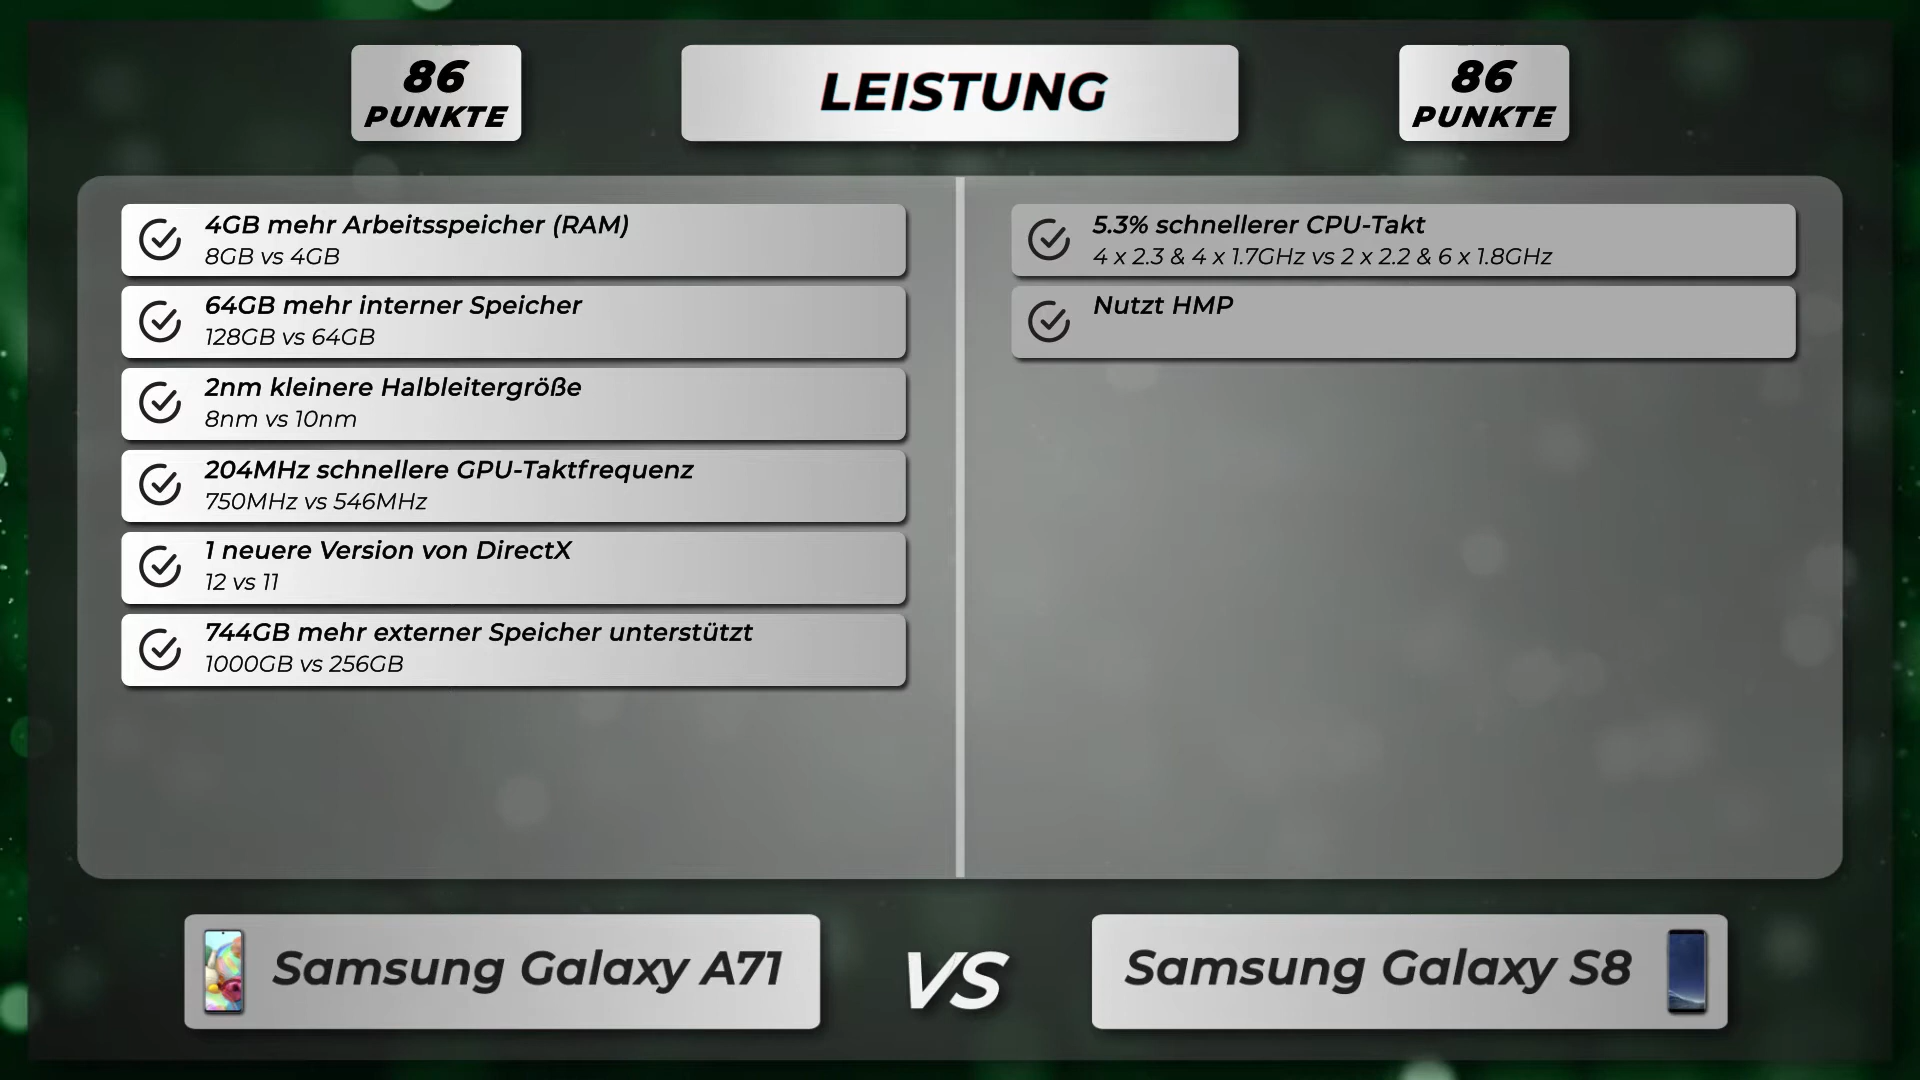 86
PUNKTE
LEISTUNG
86
PUNKTE
4GB mehr Arbeitsspeicher (RAM)
8GB vs 4GB
64GB mehr interner Speicher
128GB vs 64GB
2nm kleinere Halbleitergröße
8nm vs 10nm
204MHz schnellere GPU-Taktfrequenz
750MHz vs 546MHz
1 neuere Version von DirectX
12 vs 11
744GB mehr externer Speicher unterstützt
1000GB vs 256GB
5.3% schnellerer CPU-Takt
4 x 2.3 & 4 x 1.7GHz vs 2 x 2.2 & 6 x 1.8GHz
Nutzt HMP
Samsung Galaxy A71
VS
Samsung Galaxy S8